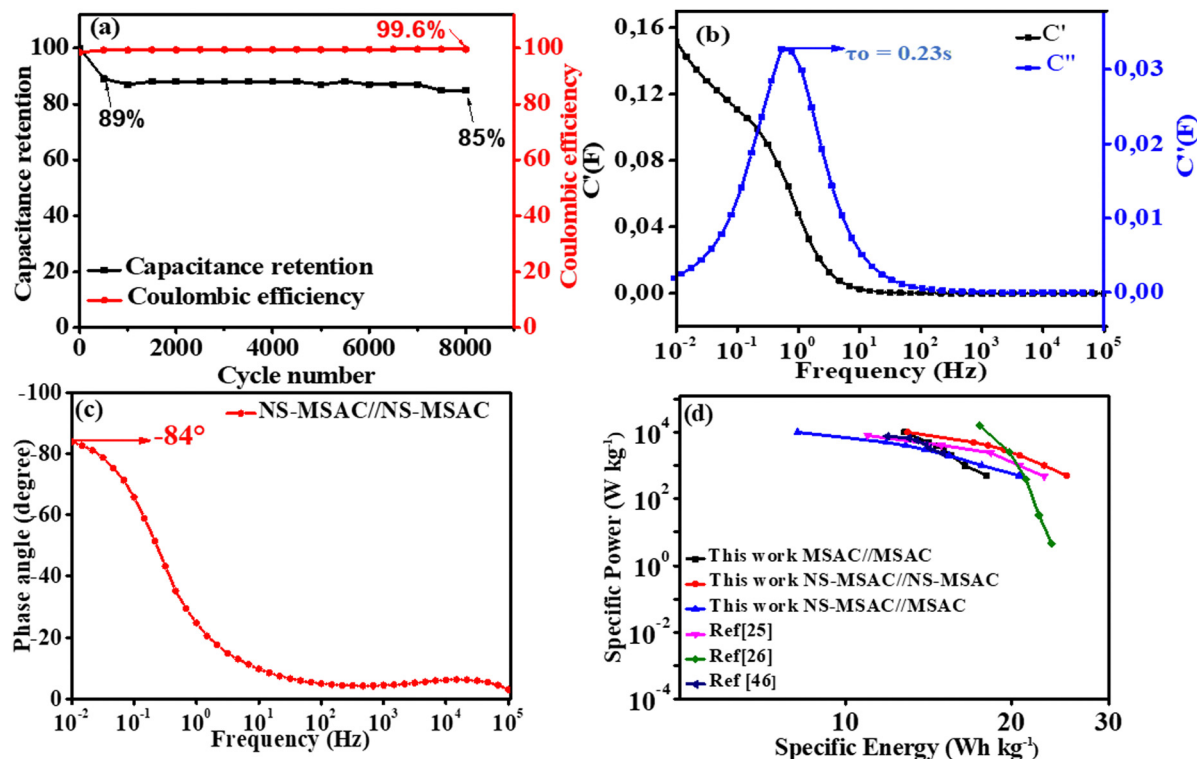 (a)
99.6%
89%
85%
Capacitance retention
Coulombic efficiency
100
80
60
40
20
0
100
80
60
40
20
0
0
2000
4000
6000
8000
Cycle number
Capacitance retention
Coulombic efficiency
(b)
τo = 0.23s
C'
C''
0,16
0,12
0,08
0,04
0,00
C'(F)
0,03
0,02
0,01
0,00
C''(F)
10⁻²
10⁻¹
10⁰
10¹
10²
10³
10⁴
10⁵
Frequency (Hz)
(c)
NS-MSAC//NS-MSAC
-84°
-100
-80
-60
-40
-20
0
Phase angle (degree)
10⁻²
10⁻¹
10⁰
10¹
10²
10³
10⁴
10⁵
Frequency (Hz)
(d)
10⁴
10²
10⁰
10⁻²
10⁻⁴
Specific Power (W kg⁻¹)
This work MSAC//MSAC
This work NS-MSAC//NS-MSAC
This work NS-MSAC//MSAC
Ref[25]
Ref[26]
Ref [46]
10
20
30
Specific Energy (Wh kg⁻¹)